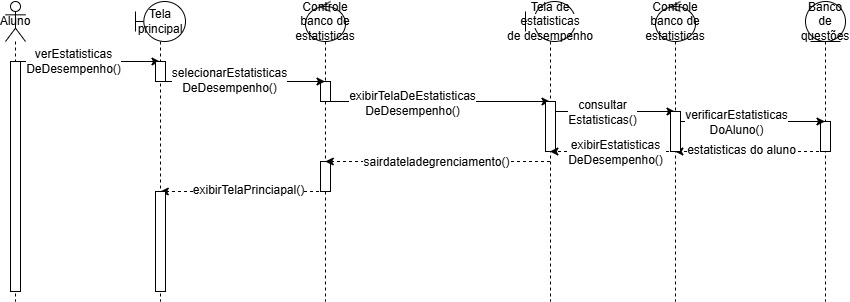 Aluno
Tela
principal
Controle
banco de
estatisticas
Tela de
estatisticas
de desempenho
Controle
banco de
estatisticas
Banco
de
questões
verEstatisticas
DeDesempenho()
selecionarEstatisticas
DeDesempenho()
exibirTelaDeEstatisticas
DeDesempenho()
consultar
Estatisticas()
verificarEstatisticas
DoAluno()
exibirEstatisticas
DeDesempenho()
estatisticas do aluno
sairdateladegrenciamento()
exibirTelaPrinciapal()